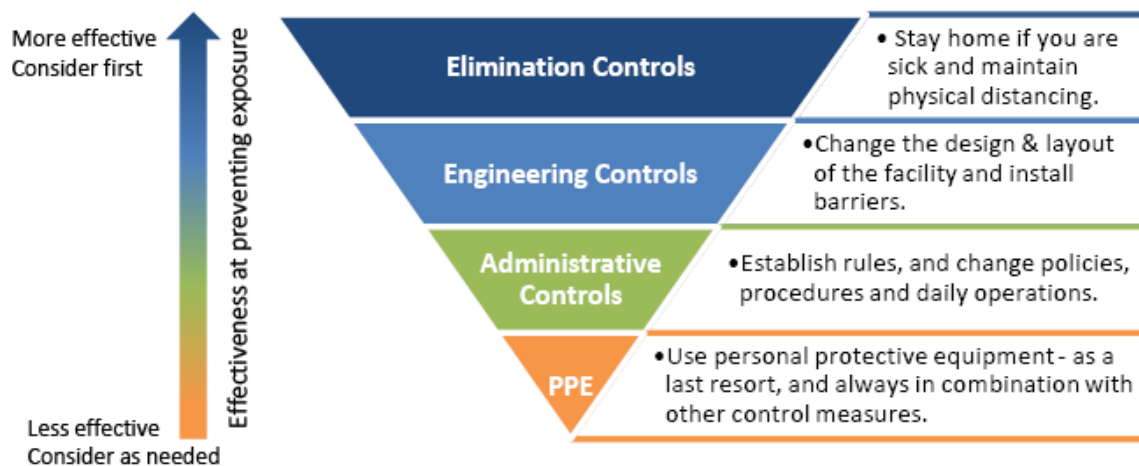 More effective
Consider first
Effectiveness at preventing exposure
Less effective
Consider as needed
Elimination Controls
• Stay home if you are
sick and maintain
physical distancing.
Engineering Controls
•Change the design & layout
of the facility and install
barriers.
Administrative
Controls
•Establish rules, and change policies,
procedures and daily operations.
PPE
•Use personal protective equipment - as a
last resort, and always in combination with
other control measures.